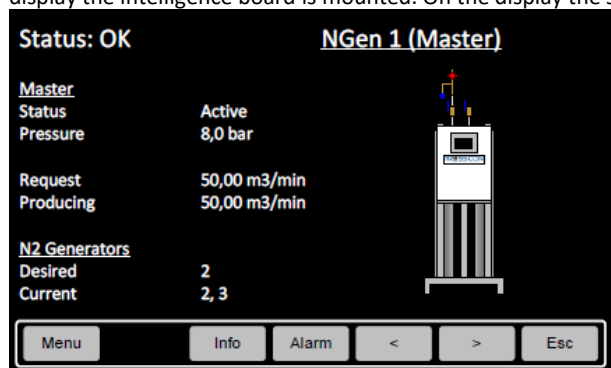 display the intelligence board is mounted. On the display the s
Status: OK NGen 1 (Master)
Master
Status Active
Pressure 8,0 bar
Request 50,00 m3/min
Producing 50,00 m3/min
N2 Generators
Desired 2
Current 2, 3
Menu Info Alarm < > Esc